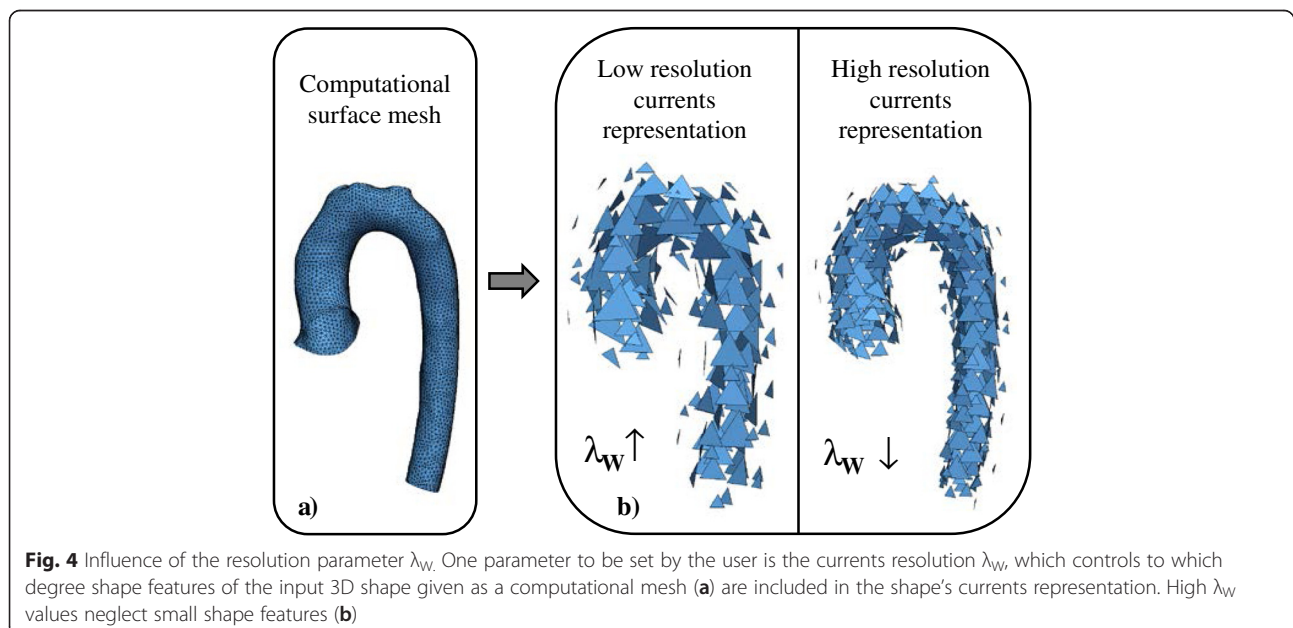 Computational
surface mesh
a)
Low resolution
currents
representation
λW ↑
b)
High resolution
currents
representation
λW ↓
Fig. 4 Influence of the resolution parameter λW. One parameter to be set by the user is the currents resolution λW, which controls to which
degree shape features of the input 3D shape given as a computational mesh (a) are included in the shape's currents representation. High λW
values neglect small shape features (b)